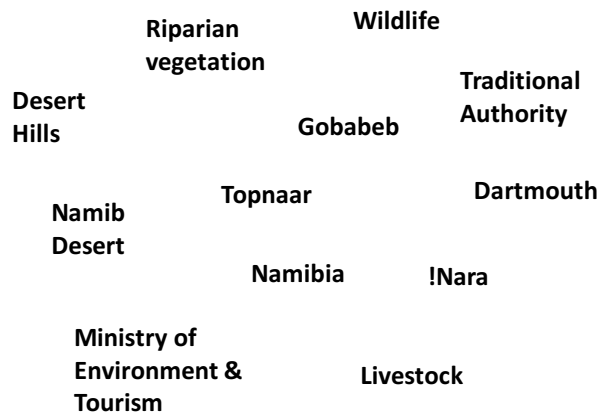 Wildlife
Riparian
vegetation
Traditional
Authority
Desert
Hills
Gobabeb
Topnaar
Dartmouth
Namib
Desert
Namibia
!Nara
Ministry of
Environment &
Tourism
Livestock